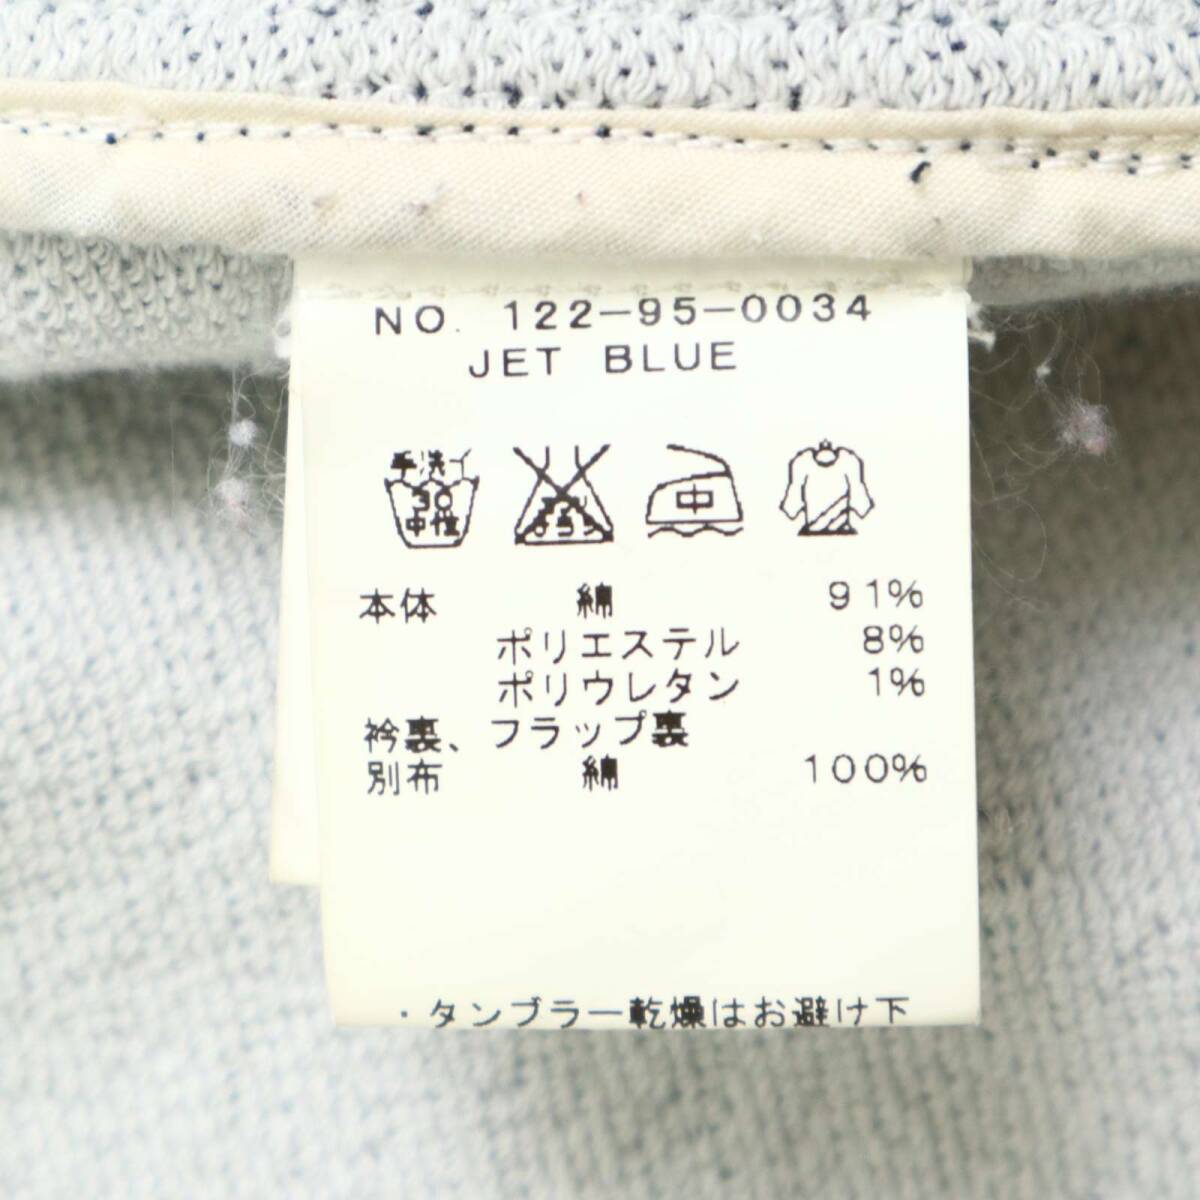 NO. 122-95-0034
JET BLUE
手洗イ
30
中性
中
本体 綿 91%
ポリエステル 8%
ポリウレタン 1%
衿裏、フラップ裏
別布 綿 100%
・タンブラー乾燥はお避け下